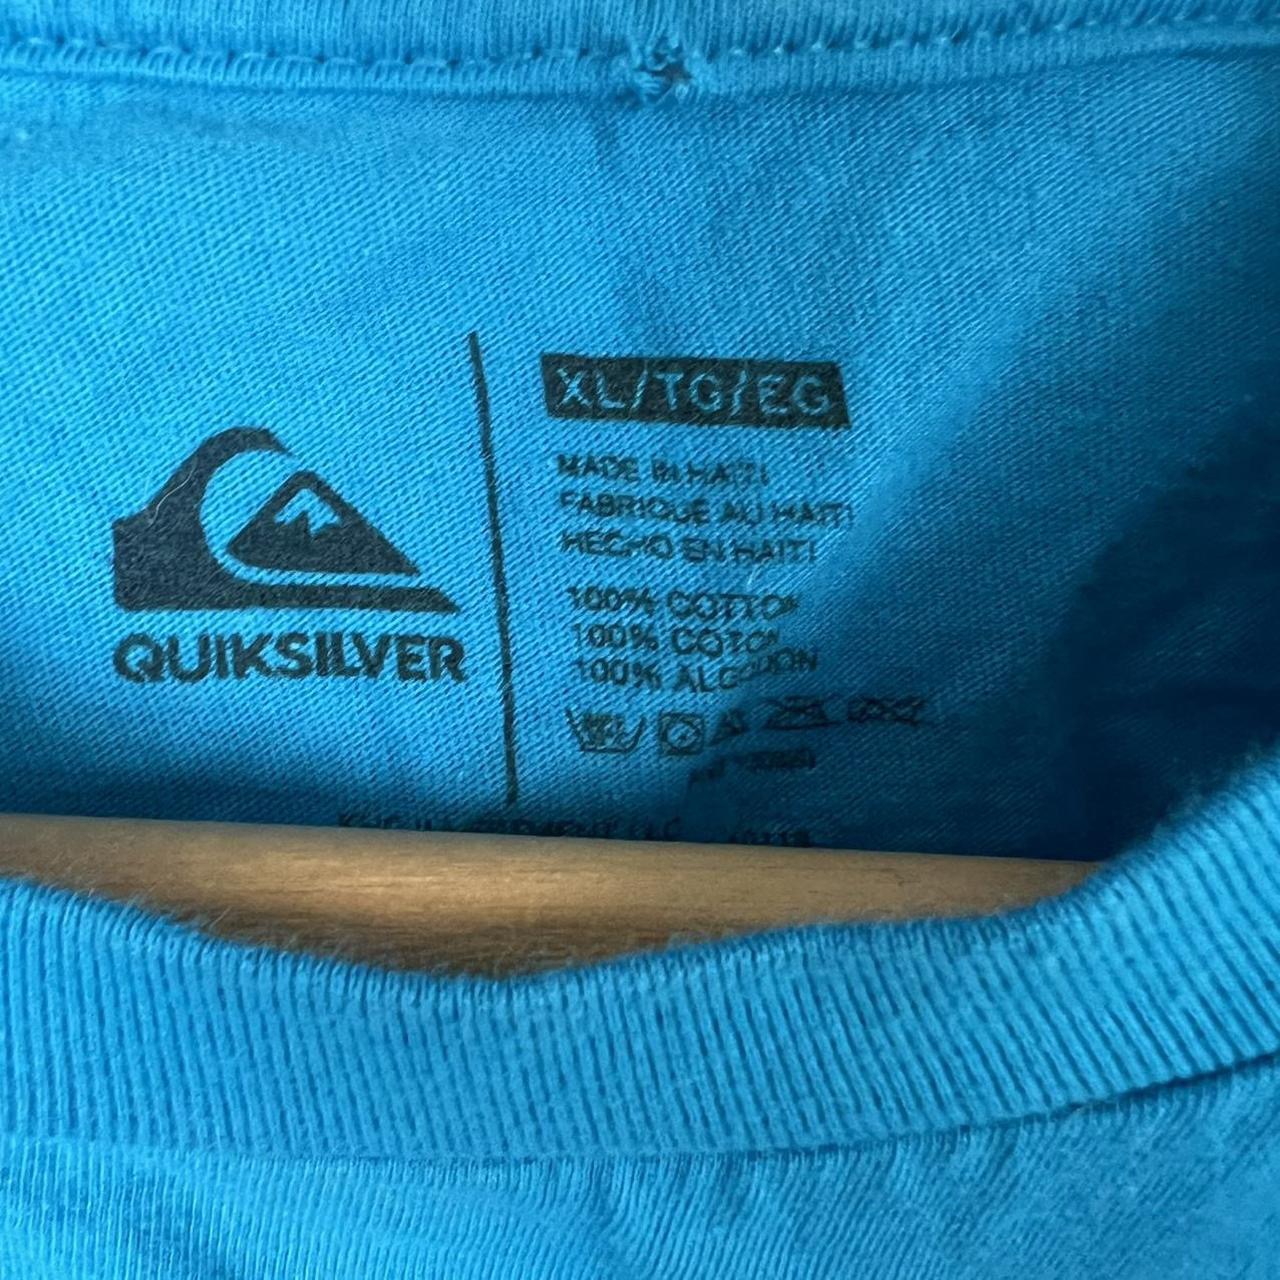 QUIKSILVER
XL/TG/EG
MADE IN HAITI
FABRIQUE AU HAITI
HECHO EN HAITI
100% COTTON
100% COTON
100% ALGODON